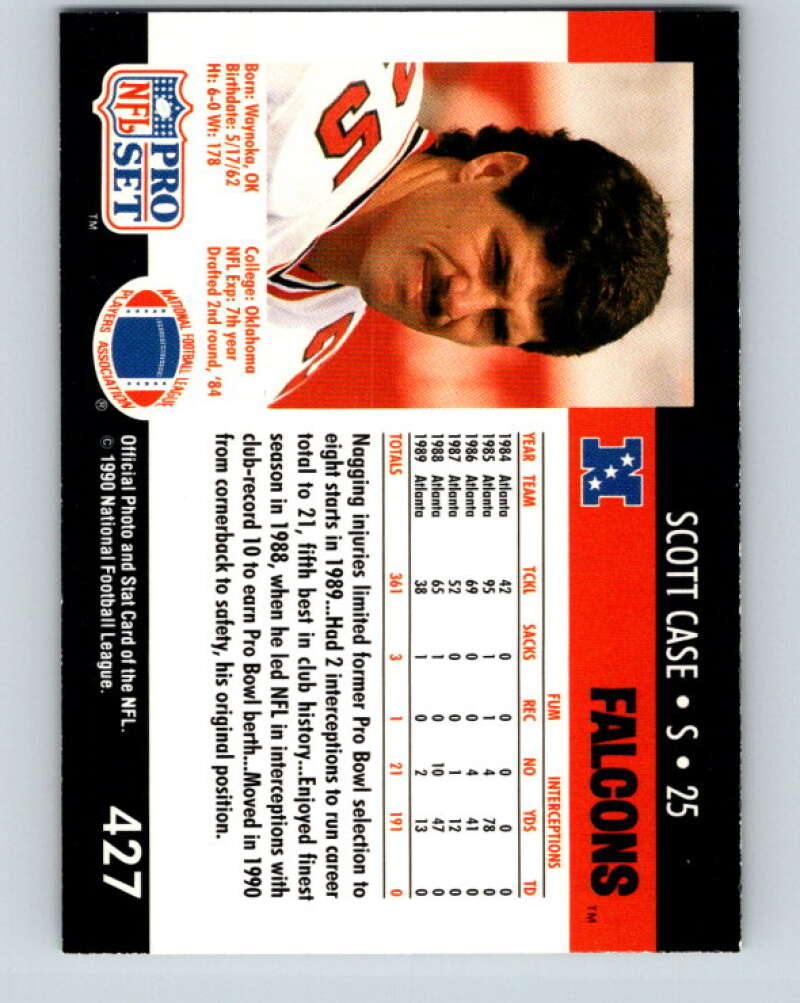 SCOTT CASE • S • 25
FALCONS™
FUM INTERCEPTIONS
YEAR TEAM TCKL SACKS REC NO YDS TD
1984 Atlanta 42 0 0 0 0 0
1985 Atlanta 95 1 1 4 78 0
1986 Atlanta 69 0 0 4 41 0
1987 Atlanta 52 0 0 1 12 0
1988 Atlanta 65 1 0 10 47 0
1989 Atlanta 38 1 0 2 13 0
TOTALS 361 3 1 21 191 0
Nagging injuries limited former Pro Bowl selection to
eight starts in 1989...Had 2 interceptions to run career
total to 21, fifth best in club history...Enjoyed finest
season in 1988, when he led NFL in interceptions with
club-record 10 to earn Pro Bowl berth...Moved in 1990
from cornerback to safety, his original position.
Born: Waynoka, OK
Birthdate: 5/17/62
Ht: 6-0 Wt: 178
College: Oklahoma
NFL Exp: 7th year
Drafted 2nd round, '84
PRO
NFL SET
™
NATIONAL FOOTBALL LEAGUE
PLAYERS ASSOCIATION
®
Official Photo and Stat Card of the NFL.
© 1990 National Football League.
427